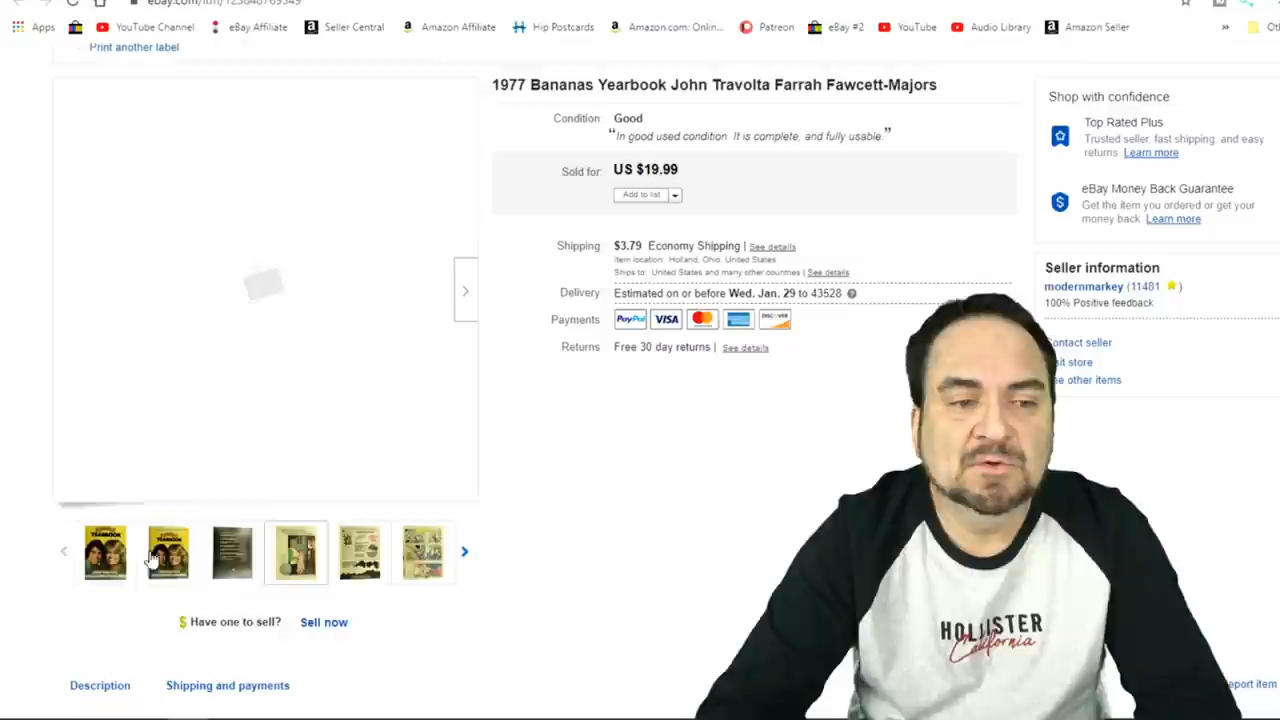 Apps YouTube Channel eBay Affiliate Seller Central Amazon Affiliate Hip Postcards Amazon.com: Onlin... Patreon eBay #2 YouTube Audio Library Amazon Seller »
Print another label
1977 Bananas Yearbook John Travolta Farrah Fawcett-Majors
Condition: Good
"In good used condition It is complete, and fully usable."
Sold for: US $19.99
Add to list
Shipping: $3.79 Economy Shipping | See details
Item location: Holland, Ohio, United States
Ships to: United States and many other countries | See details
Delivery: Estimated on or before Wed. Jan. 29 to 43528
Payments: PayPal VISA DISCOVER
Returns: Free 30 day returns | See details
Shop with confidence
Top Rated Plus
Trusted seller, fast shipping, and easy
returns. Learn more
eBay Money Back Guarantee
Get the item you ordered or get your
money back. Learn more
Seller information
modernmarkey (11481 )
100% Positive feedback
ontact seller
it store
ee other items
YEARBOOK
YEARBOOK
$ Have one to sell? Sell now
HOLLISTER
California
Description Shipping and payments
eport item